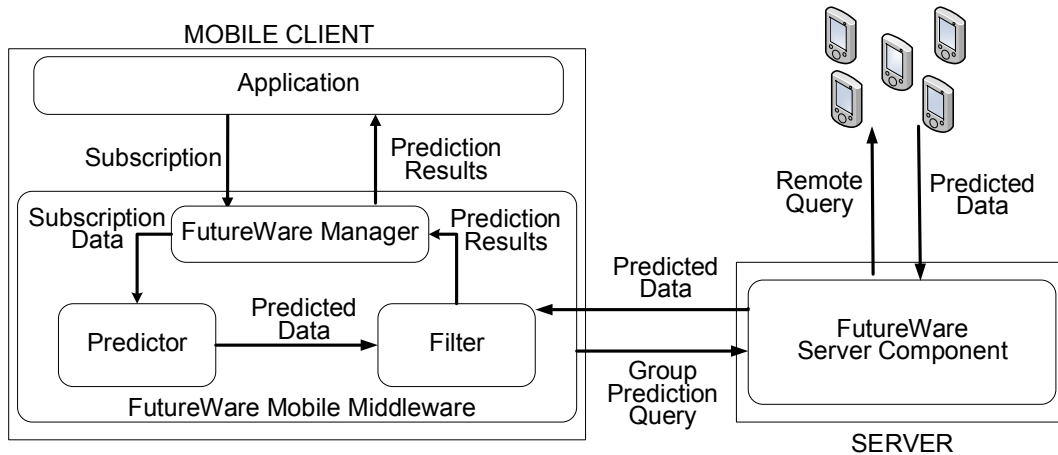 MOBILE CLIENT
Application
Subscription
Prediction
Results
Subscription
Data
FutureWare Manager
Prediction
Results
Predictor
Predicted
Data
Filter
FutureWare Mobile Middleware
Predicted
Data
Group
Prediction
Query
Remote
Query
Predicted
Data
FutureWare
Server Component
SERVER